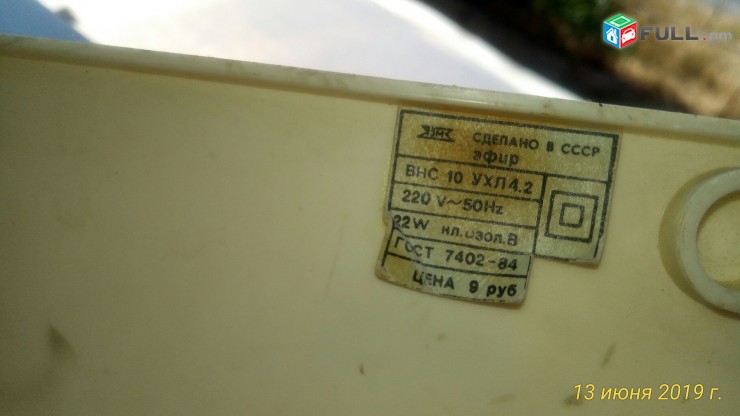 FULL.am
СДЕЛАНО В СССР
эфир
ВНС 10 УХЛ4.2
220 V~50Hz
22W кл.изол.В
ГОСТ 7402-84
ЦЕНА 9 руб
13 июня 2019 г.